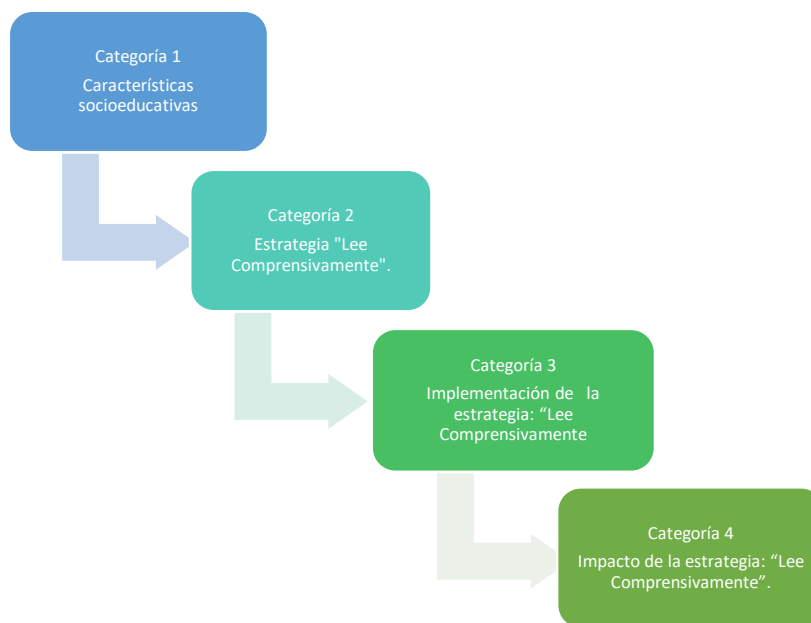 Categoría 1
Características
socioeducativas
Categoría 2
Estrategia "Lee
Comprensivamente".
Categoría 3
Implementación de la
estrategia: “Lee
Comprensivamente
Categoría 4
Impacto de la estrategia: “Lee
Comprensivamente”.